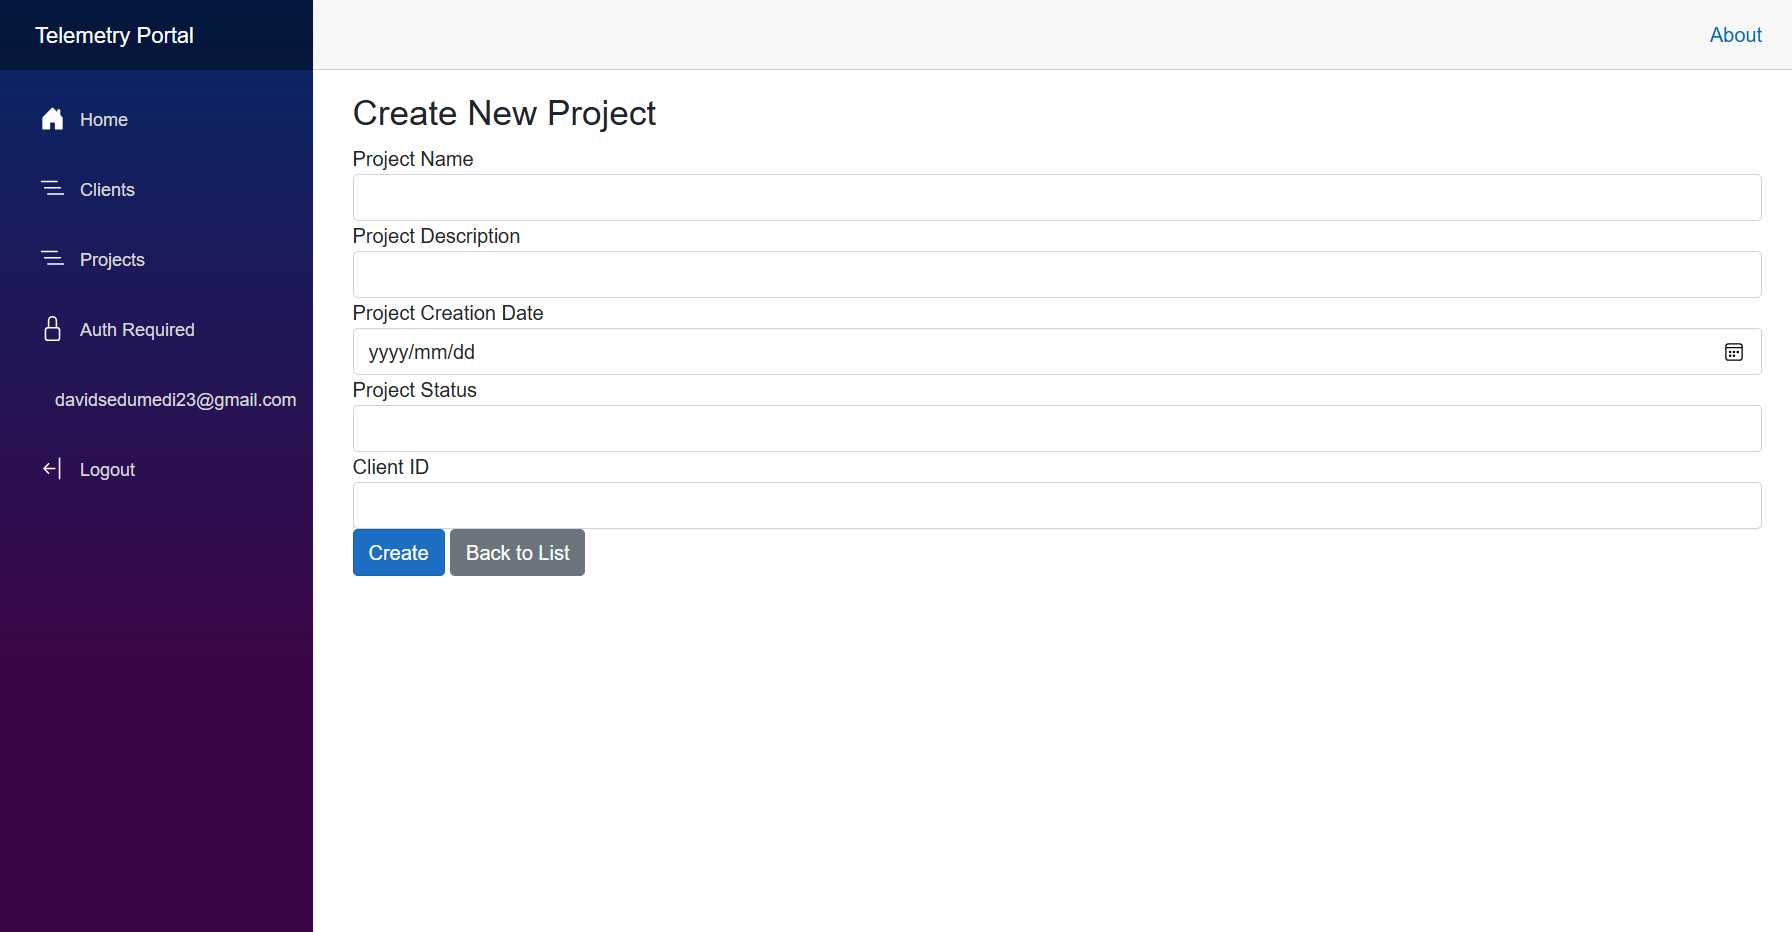 Telemetry Portal
About
Home
Clients
Projects
Auth Required
davidsedumedi23@gmail.com
Logout
Create New Project
Project Name
Project Description
Project Creation Date
yyyy/mm/dd
Project Status
Client ID
Create Back to List